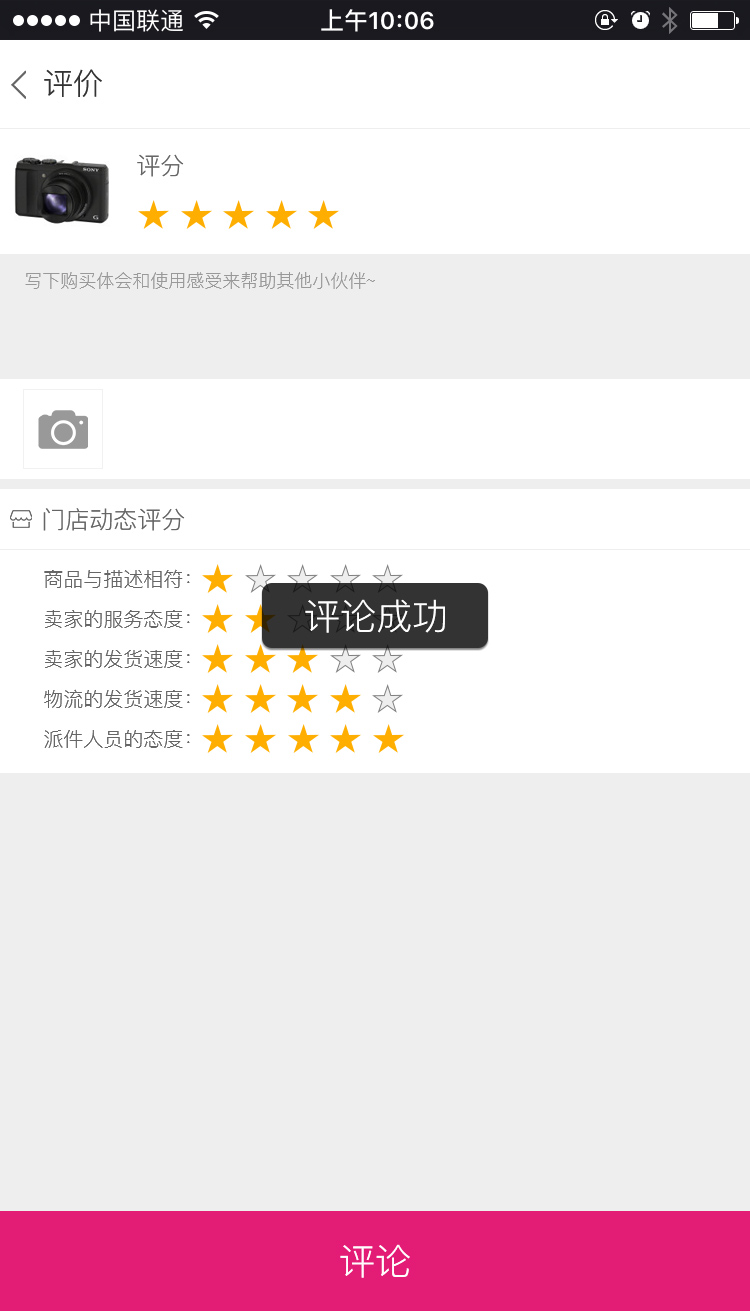 中国联通
上午10:06
评价
SONY
G
评分
写下购买体会和使用感受来帮助其他小伙伴~
门店动态评分
商品与描述相符:
卖家的服务态度:
评论成功
卖家的发货速度:
物流的发货速度:
派件人员的态度:
评论